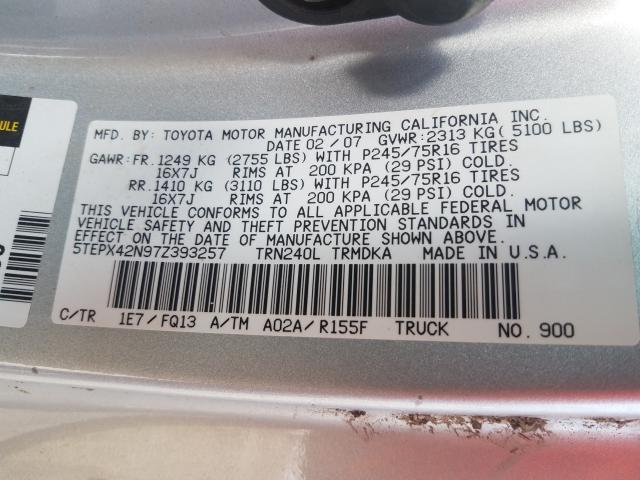 ULE
MFD. BY: TOYOTA MOTOR MANUFACTURING CALIFORNIA INC.
DATE 02/07 GVWR:2313 KG( 5100 LBS)
GAWR:FR.1249 KG (2755 LBS) WITH P245/75R16 TIRES
16X7J RIMS AT 200 KPA (29 PSI) COLD.
RR.1410 KG (3110 LBS) WITH P245/75R16 TIRES
16X7J RIMS AT 200 KPA (29 PSI) COLD.
THIS VEHICLE CONFORMS TO ALL APPLICABLE FEDERAL MOTOR
VEHICLE SAFETY AND THEFT PREVENTION STANDARDS IN
EFFECT ON THE DATE OF MANUFACTURE SHOWN ABOVE.
5TEPX42N97Z393257 TRN240L TRMDKA MADE IN U.S.A.
C/TR 1E7/FQ13 A/TM A02A/R155F TRUCK NO. 900